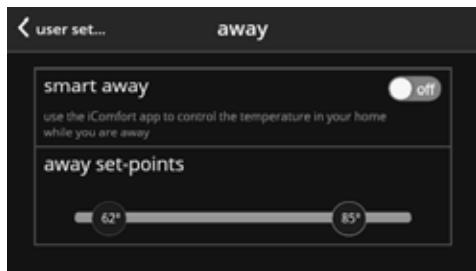 user set...
away
smart away
off
use the iComfort app to control the temperature in your home
while you are away
away set-points
62°
85°